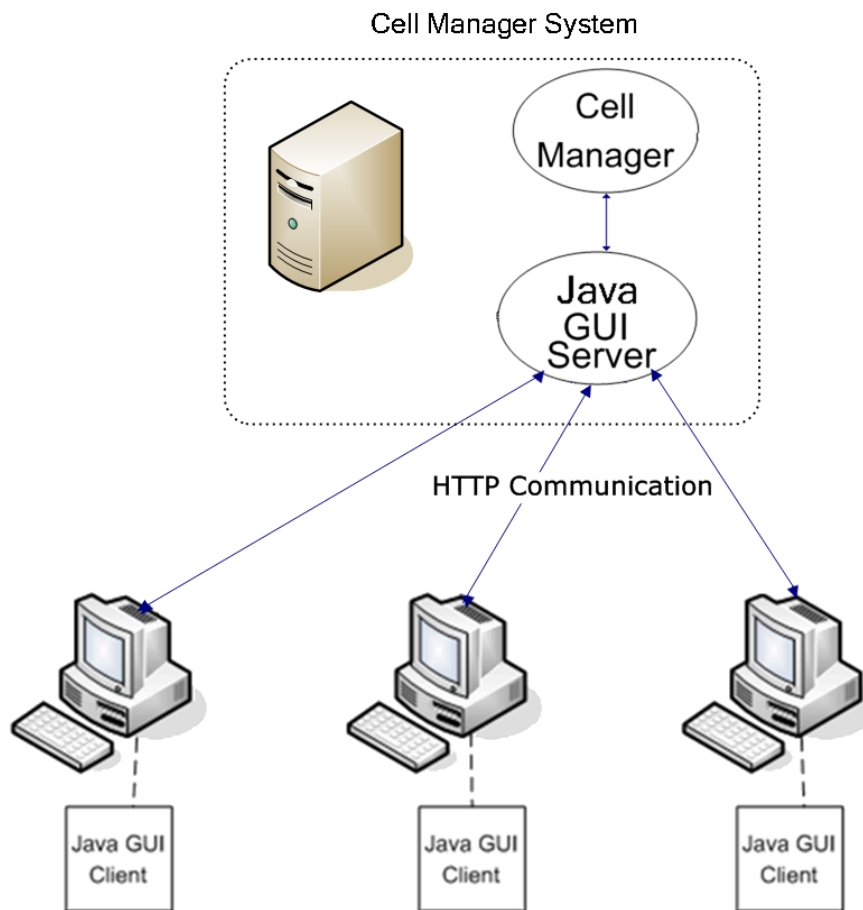 Cell Manager System
Cell
Manager
Java
GUI
Server
HTTP Communication
Java GUI
Client
Java GUI
Client
Java GUI
Client